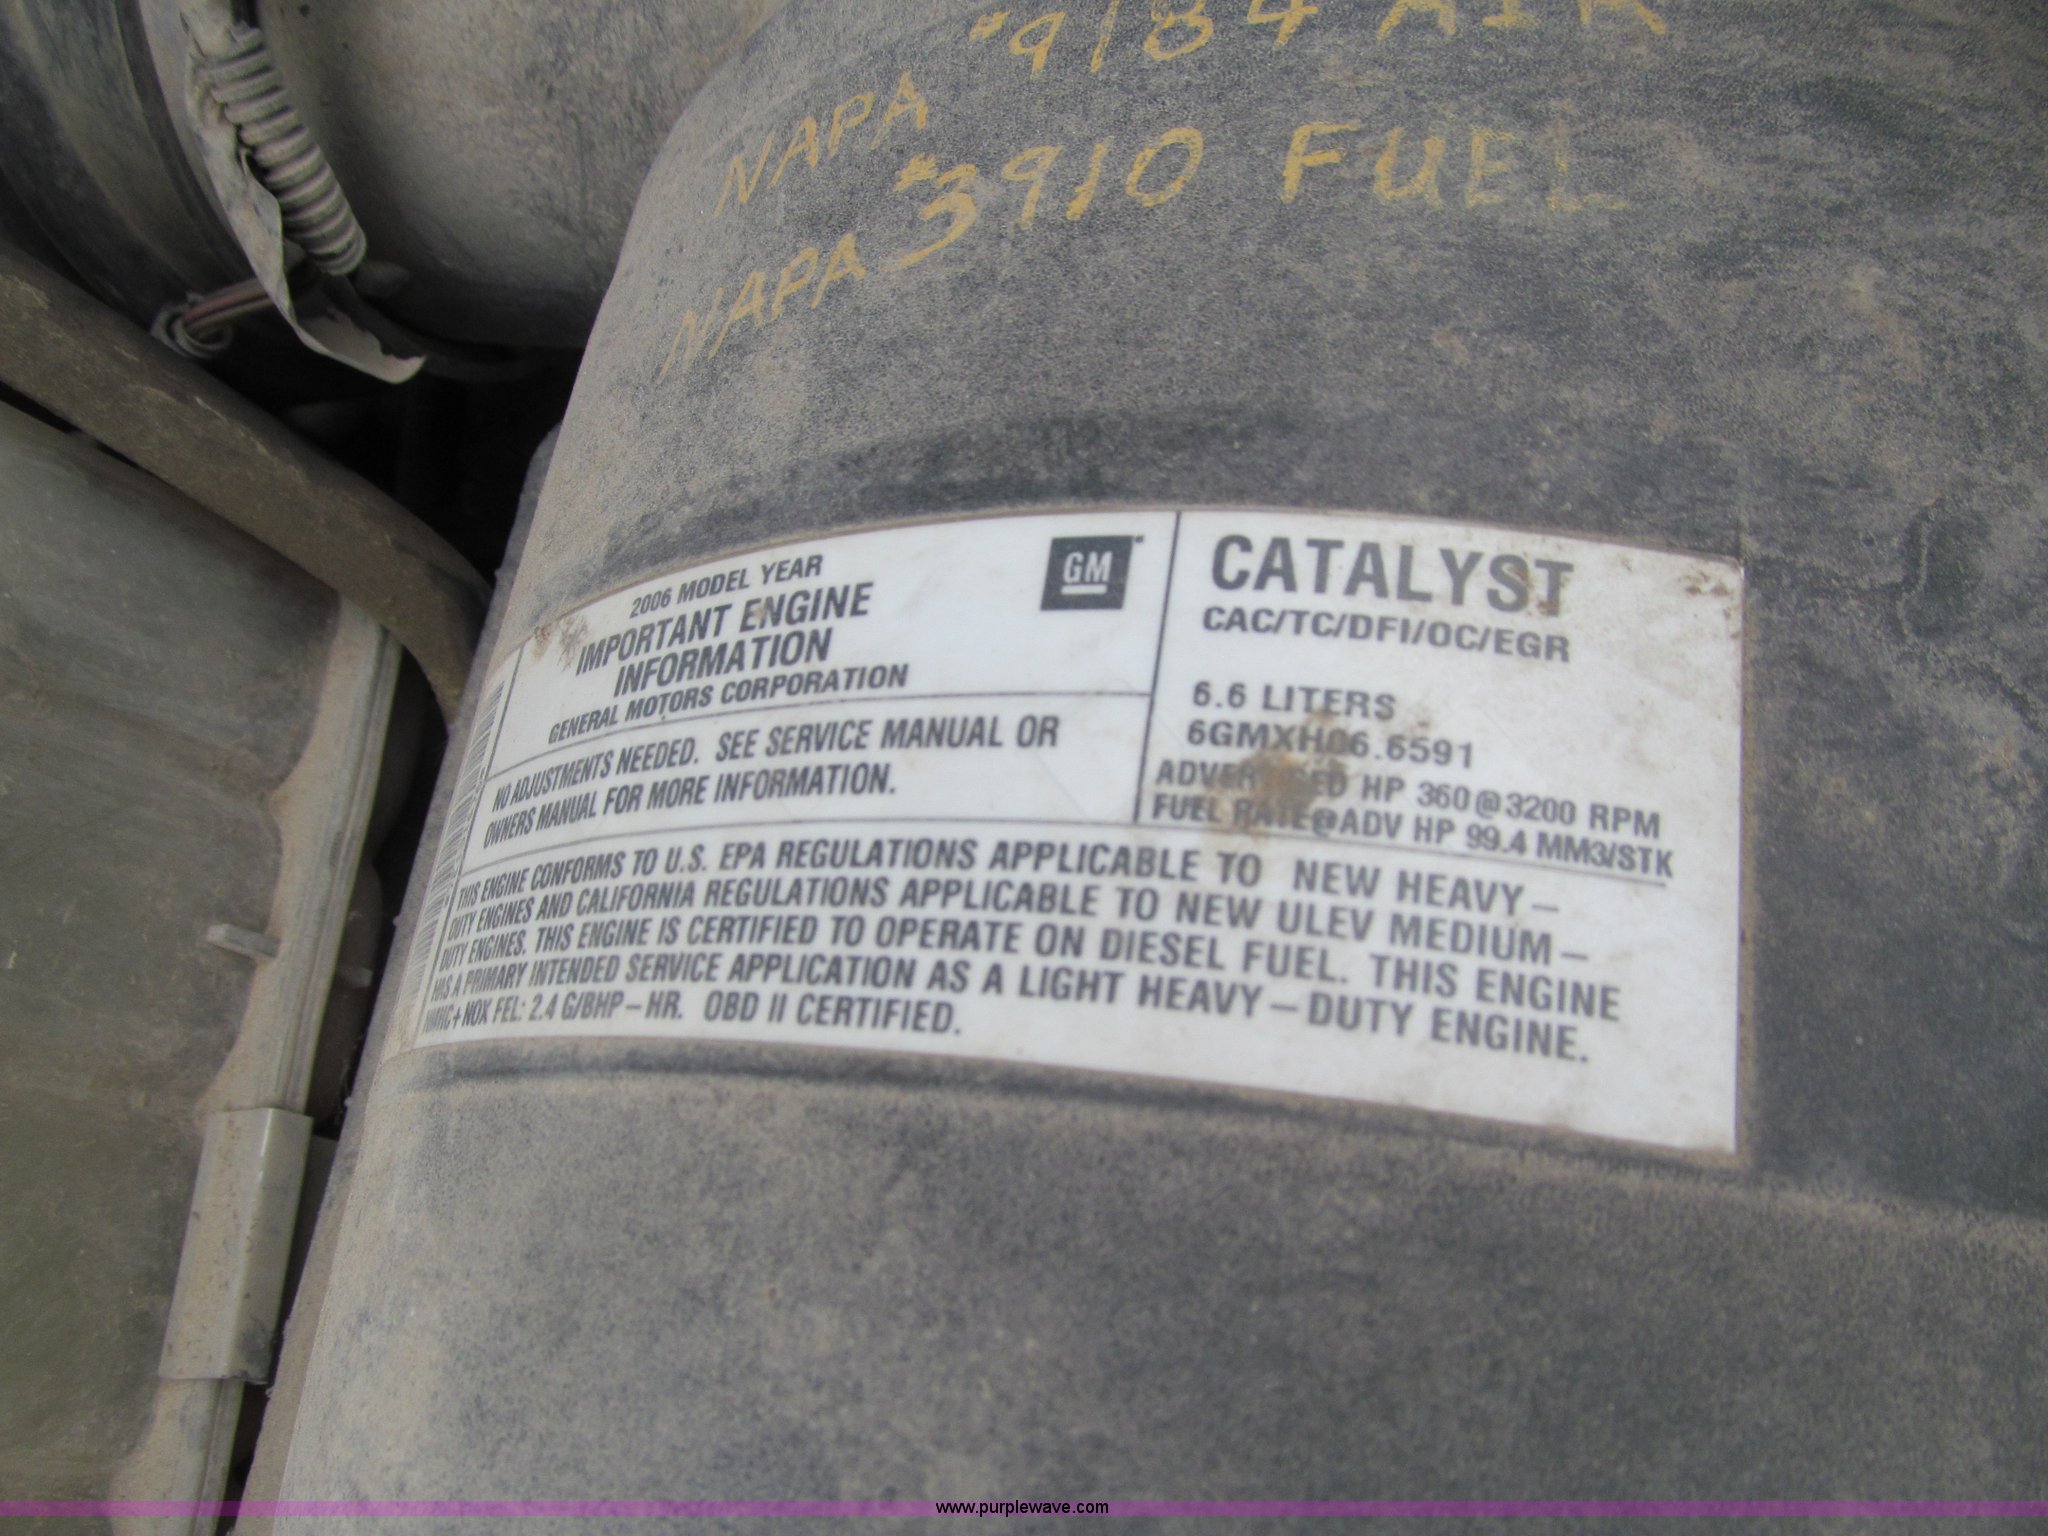 NAPA #9184 AIR
NAPA #3910 FUEL
2006 MODEL YEAR
IMPORTANT ENGINE
INFORMATION
GENERAL MOTORS CORPORATION
GM
NO ADJUSTMENTS NEEDED. SEE SERVICE MANUAL OR
OWNERS MANUAL FOR MORE INFORMATION.
CATALYST
CAC/TC/DFI/OC/EGR
6.6 LITERS
6GMXH06.6591
ADVERTISED HP 360@3200 RPM
FUEL RATE@ADV HP 99.4 MM3/STK
THIS ENGINE CONFORMS TO U.S. EPA REGULATIONS APPLICABLE TO NEW HEAVY-
DUTY ENGINES AND CALIFORNIA REGULATIONS APPLICABLE TO NEW ULEV MEDIUM-
DUTY ENGINES. THIS ENGINE IS CERTIFIED TO OPERATE ON DIESEL FUEL. THIS ENGINE
HAS A PRIMARY INTENDED SERVICE APPLICATION AS A LIGHT HEAVY-DUTY ENGINE.
NMHC+NOX FEL: 2.4 G/BHP-HR. OBD II CERTIFIED.
www.purplewave.com